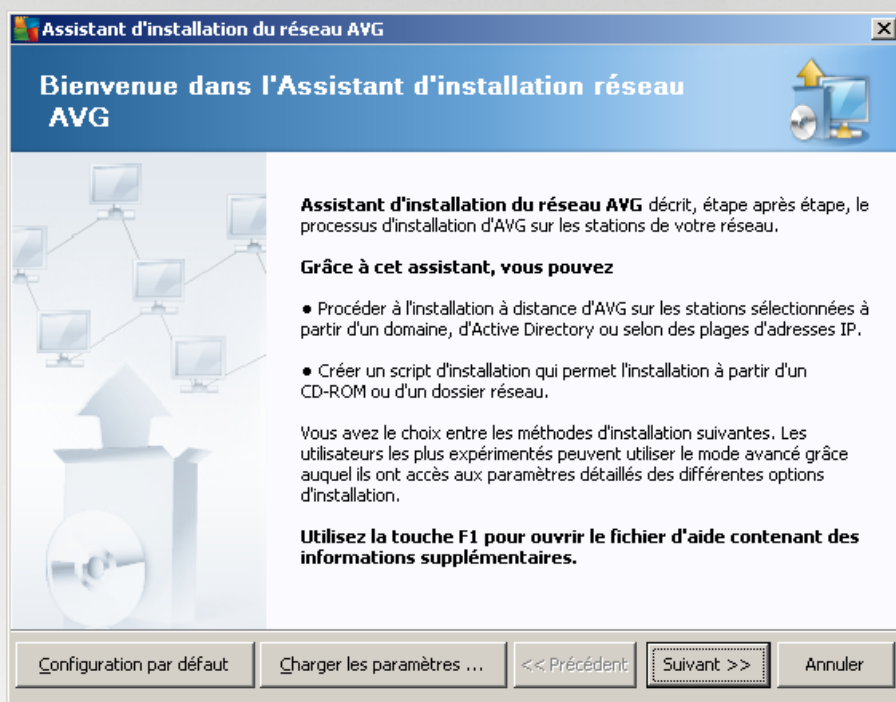 Assistant d'installation du réseau AVG
Bienvenue dans l'Assistant d'installation réseau
AVG
Assistant d'installation du réseau AVG décrit, étape après étape, le
processus d'installation d'AVG sur les stations de votre réseau.
Grâce à cet assistant, vous pouvez
● Procéder à l'installation à distance d'AVG sur les stations sélectionnées à
partir d'un domaine, d'Active Directory ou selon des plages d'adresses IP.
● Créer un script d'installation qui permet l'installation à partir d'un
CD-ROM ou d'un dossier réseau.
Vous avez le choix entre les méthodes d'installation suivantes. Les
utilisateurs les plus expérimentés peuvent utiliser le mode avancé grâce
auquel ils ont accès aux paramètres détaillés des différentes options
d'installation.
Utilisez la touche F1 pour ouvrir le fichier d'aide contenant des
informations supplémentaires.
Configuration par défaut
Charger les paramètres ...
<< Précédent
Suivant >>
Annuler